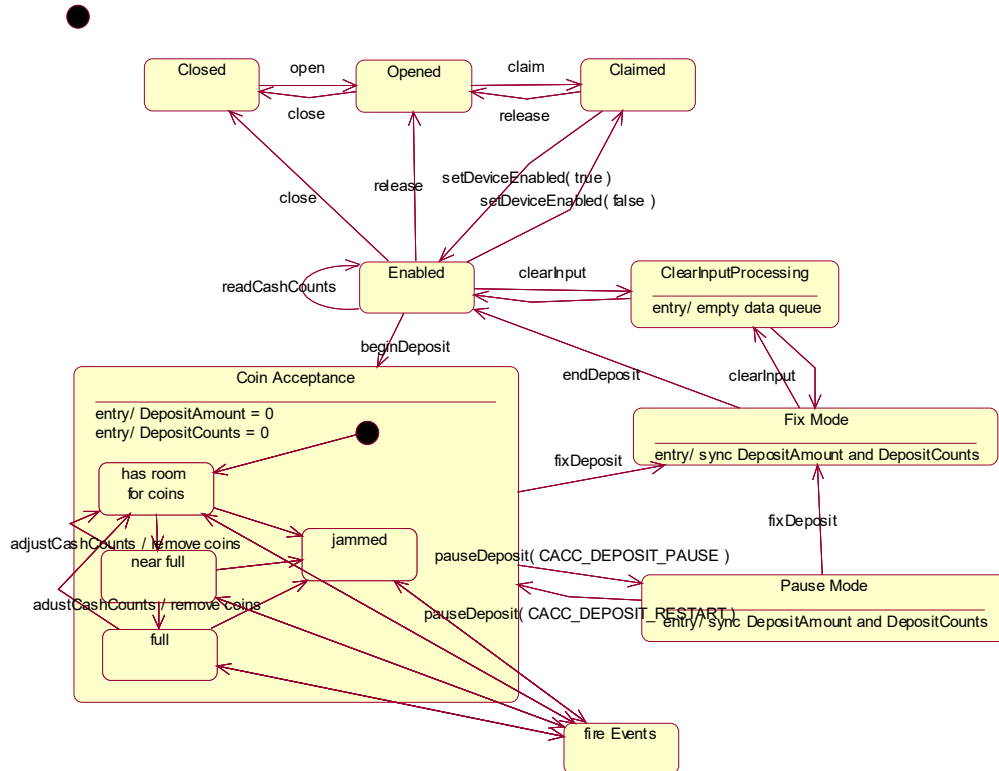 Closed
open
Opened
claim
Claimed
close
release
close
release
setDeviceEnabled( true )
setDeviceEnabled( false )
Enabled
readCashCounts
clearInput
ClearInputProcessing
entry/ empty data queue
beginDeposit
endDeposit
clearInput
Coin Acceptance
entry/ DepositAmount = 0
entry/ DepositCounts = 0
Fix Mode
entry/ sync DepositAmount and DepositCounts
fixDeposit
has room
for coins
fixDeposit
adjustCashCounts / remove coins
near full
jammed
pauseDeposit( CACC_DEPOSIT_PAUSE )
Pause Mode
entry/ sync DepositAmount and DepositCounts
adustCashCounts / remove coins
pauseDeposit( CACC_DEPOSIT_RESTART )
full
fire Events